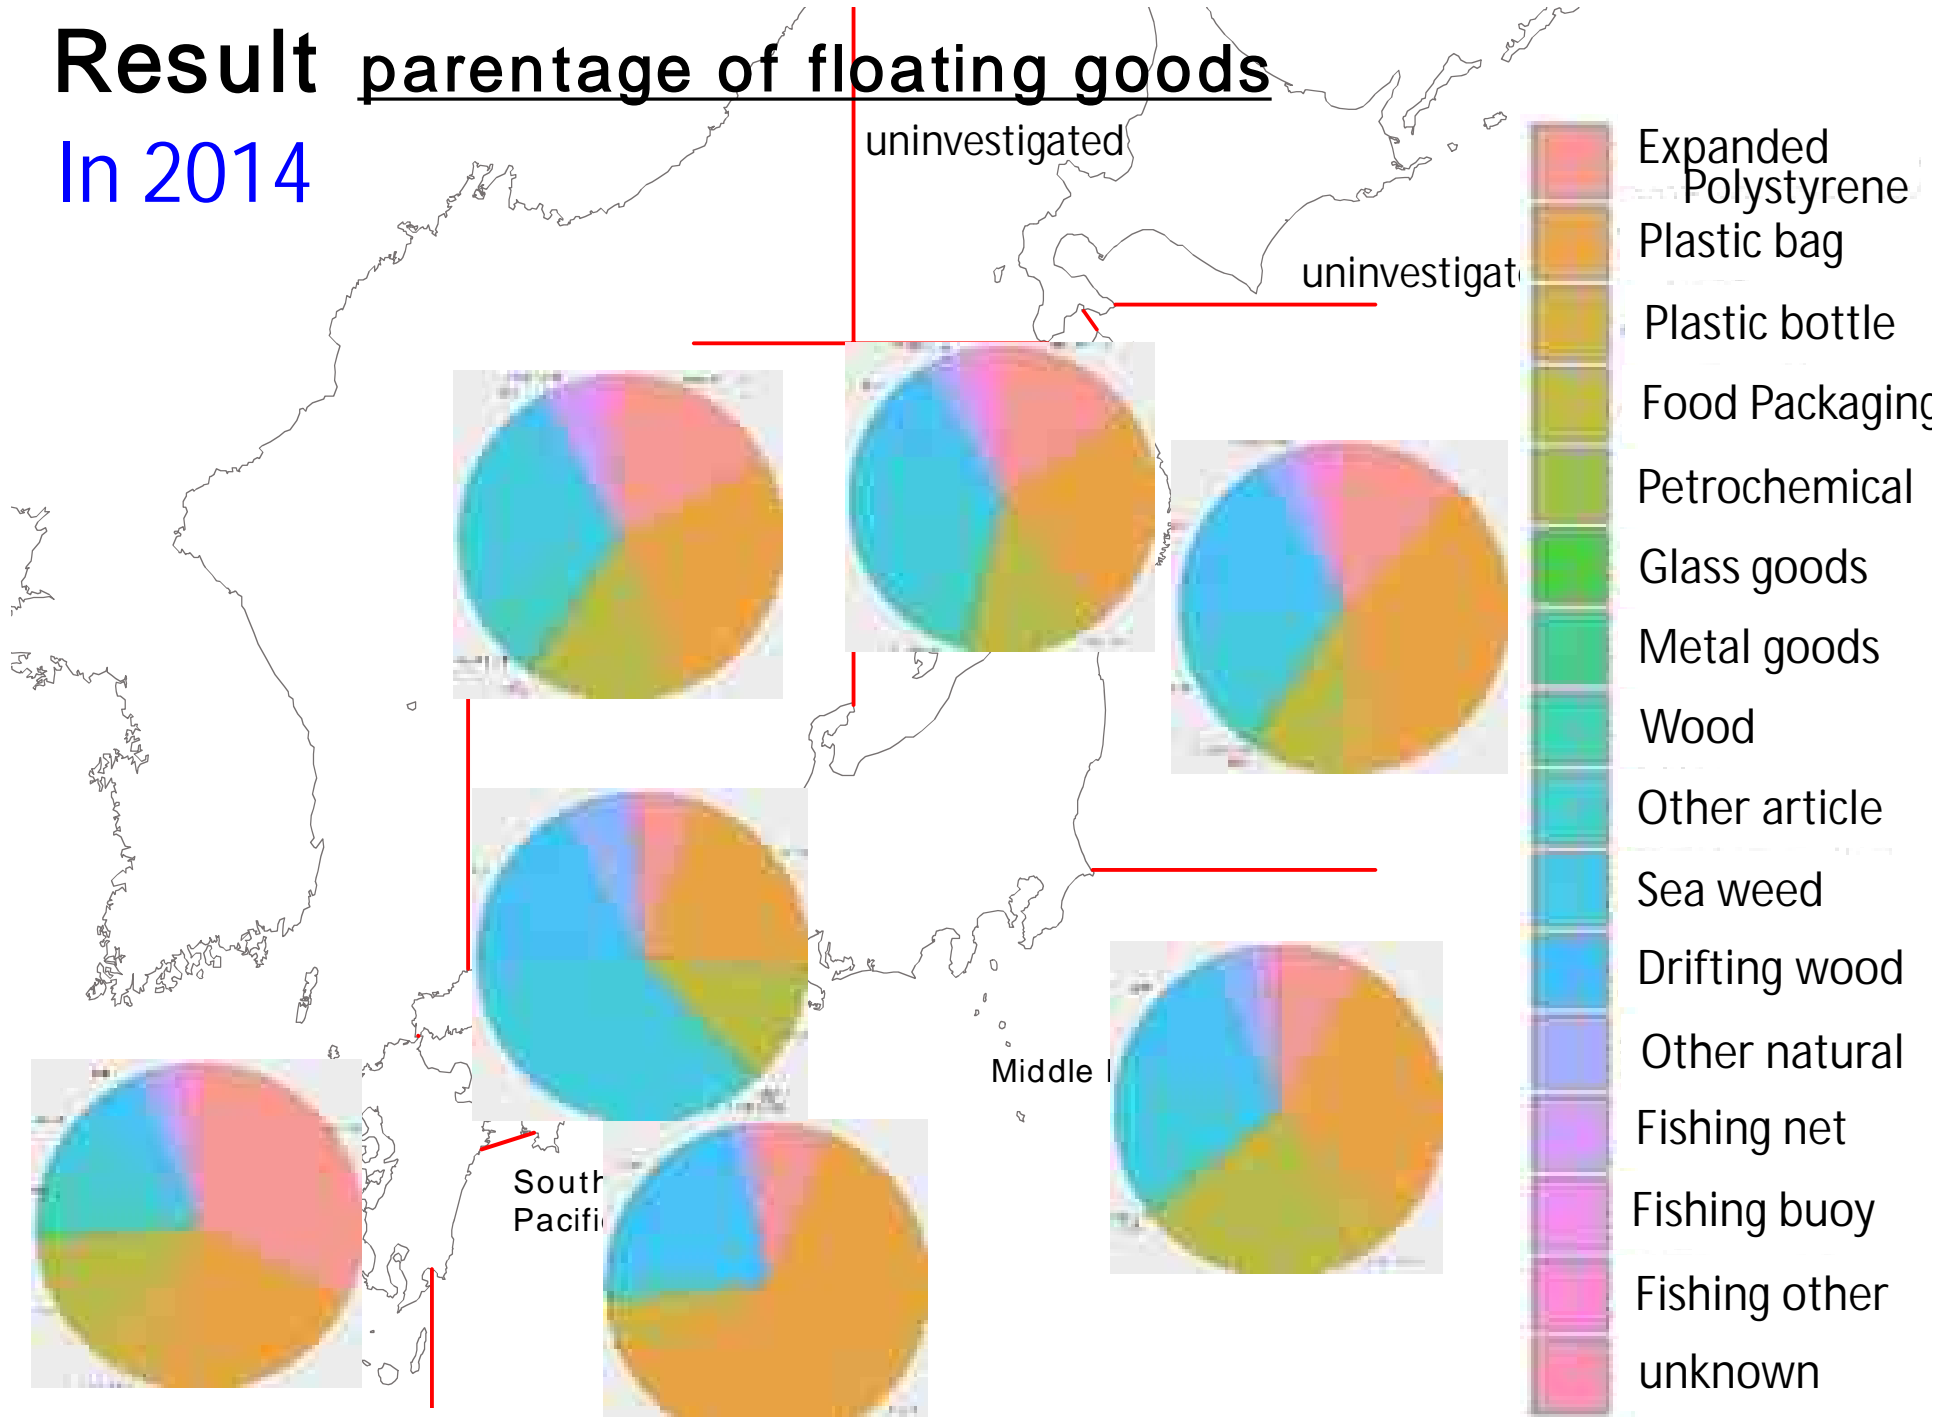 Result parentage of floating goods
In 2014
uninvestigated
uninvestigat
Middle
South
Pacifi
Expanded
Polystyrene
Plastic bag
Plastic bottle
Food Packaging
Petrochemical
Glass goods
Metal goods
Wood
Other article
Sea weed
Drifting wood
Other natural
Fishing net
Fishing buoy
Fishing other
unknown